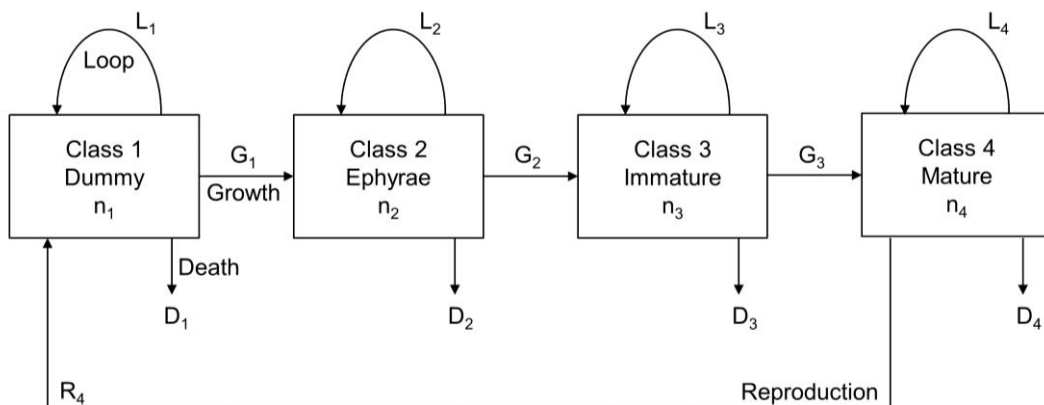 L1
L2
L3
L4
Loop
Class 1
Dummy
n1
G1
Growth
Class 2
Ephyrae
n2
G2
Class 3
Immature
n3
G3
Class 4
Mature
n4
Death
D1
D2
D3
D4
R4
Reproduction